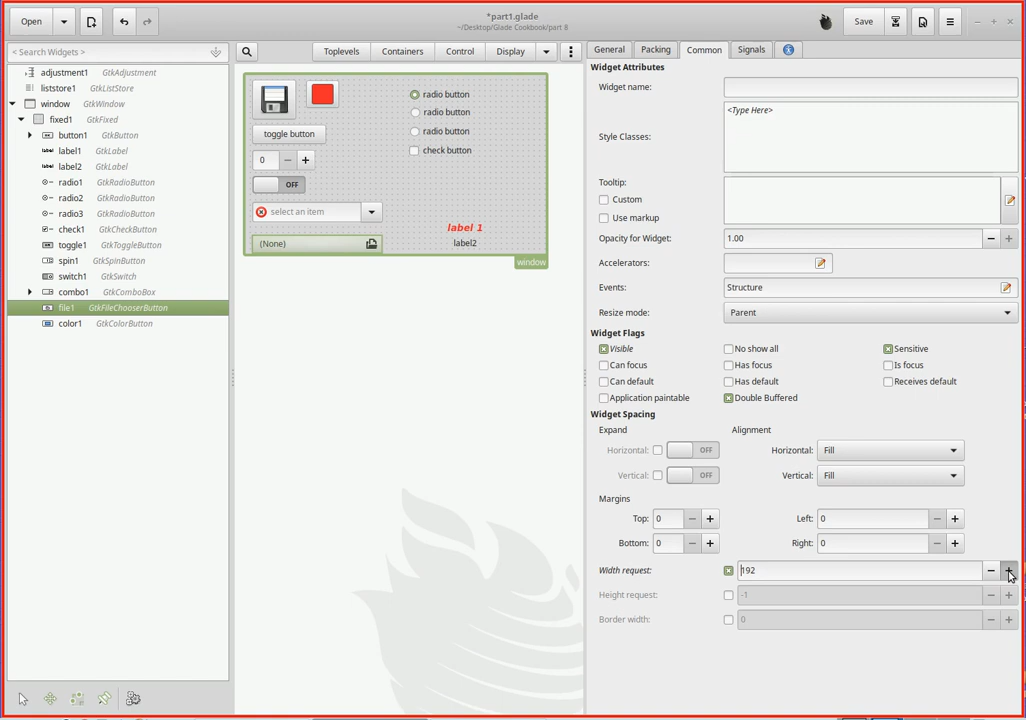 Open
*part1.glade
~/Desktop/Glade Cookbook/part 8
Save
< Search Widgets >
adjustment1 GtkAdjustment
liststore1 GtkListStore
window GtkWindow
fixed1 GtkFixed
button1 GtkButton
label1 GtkLabel
label2 GtkLabel
radio1 GtkRadioButton
radio2 GtkRadioButton
radio3 GtkRadioButton
check1 GtkCheckButton
toggle1 GtkToggleButton
spin1 GtkSpinButton
switch1 GtkSwitch
combo1 GtkComboBox
file1 GtkFileChooserButton
color1 GtkColorButton
Toplevels Containers Control Display
radio button
radio button
toggle button
radio button
check button
0
OFF
select an item
label 1
(None)
label2
window
General Packing Common Signals
Widget Attributes
Widget name:
Style Classes:
<Type Here>
Tooltip:
Custom
Use markup
Opacity for Widget: 1.00
Accelerators:
Events: Structure
Resize mode: Parent
Widget Flags
Visible No show all Sensitive
Can focus Has focus Is focus
Can default Has default Receives default
Application paintable Double Buffered
Widget Spacing
Expand Alignment
Horizontal: OFF Horizontal: Fill
Vertical: OFF Vertical: Fill
Margins
Top: 0 Left: 0
Bottom: 0 Right: 0
Width request: 192
Height request: -1
Border width: 0